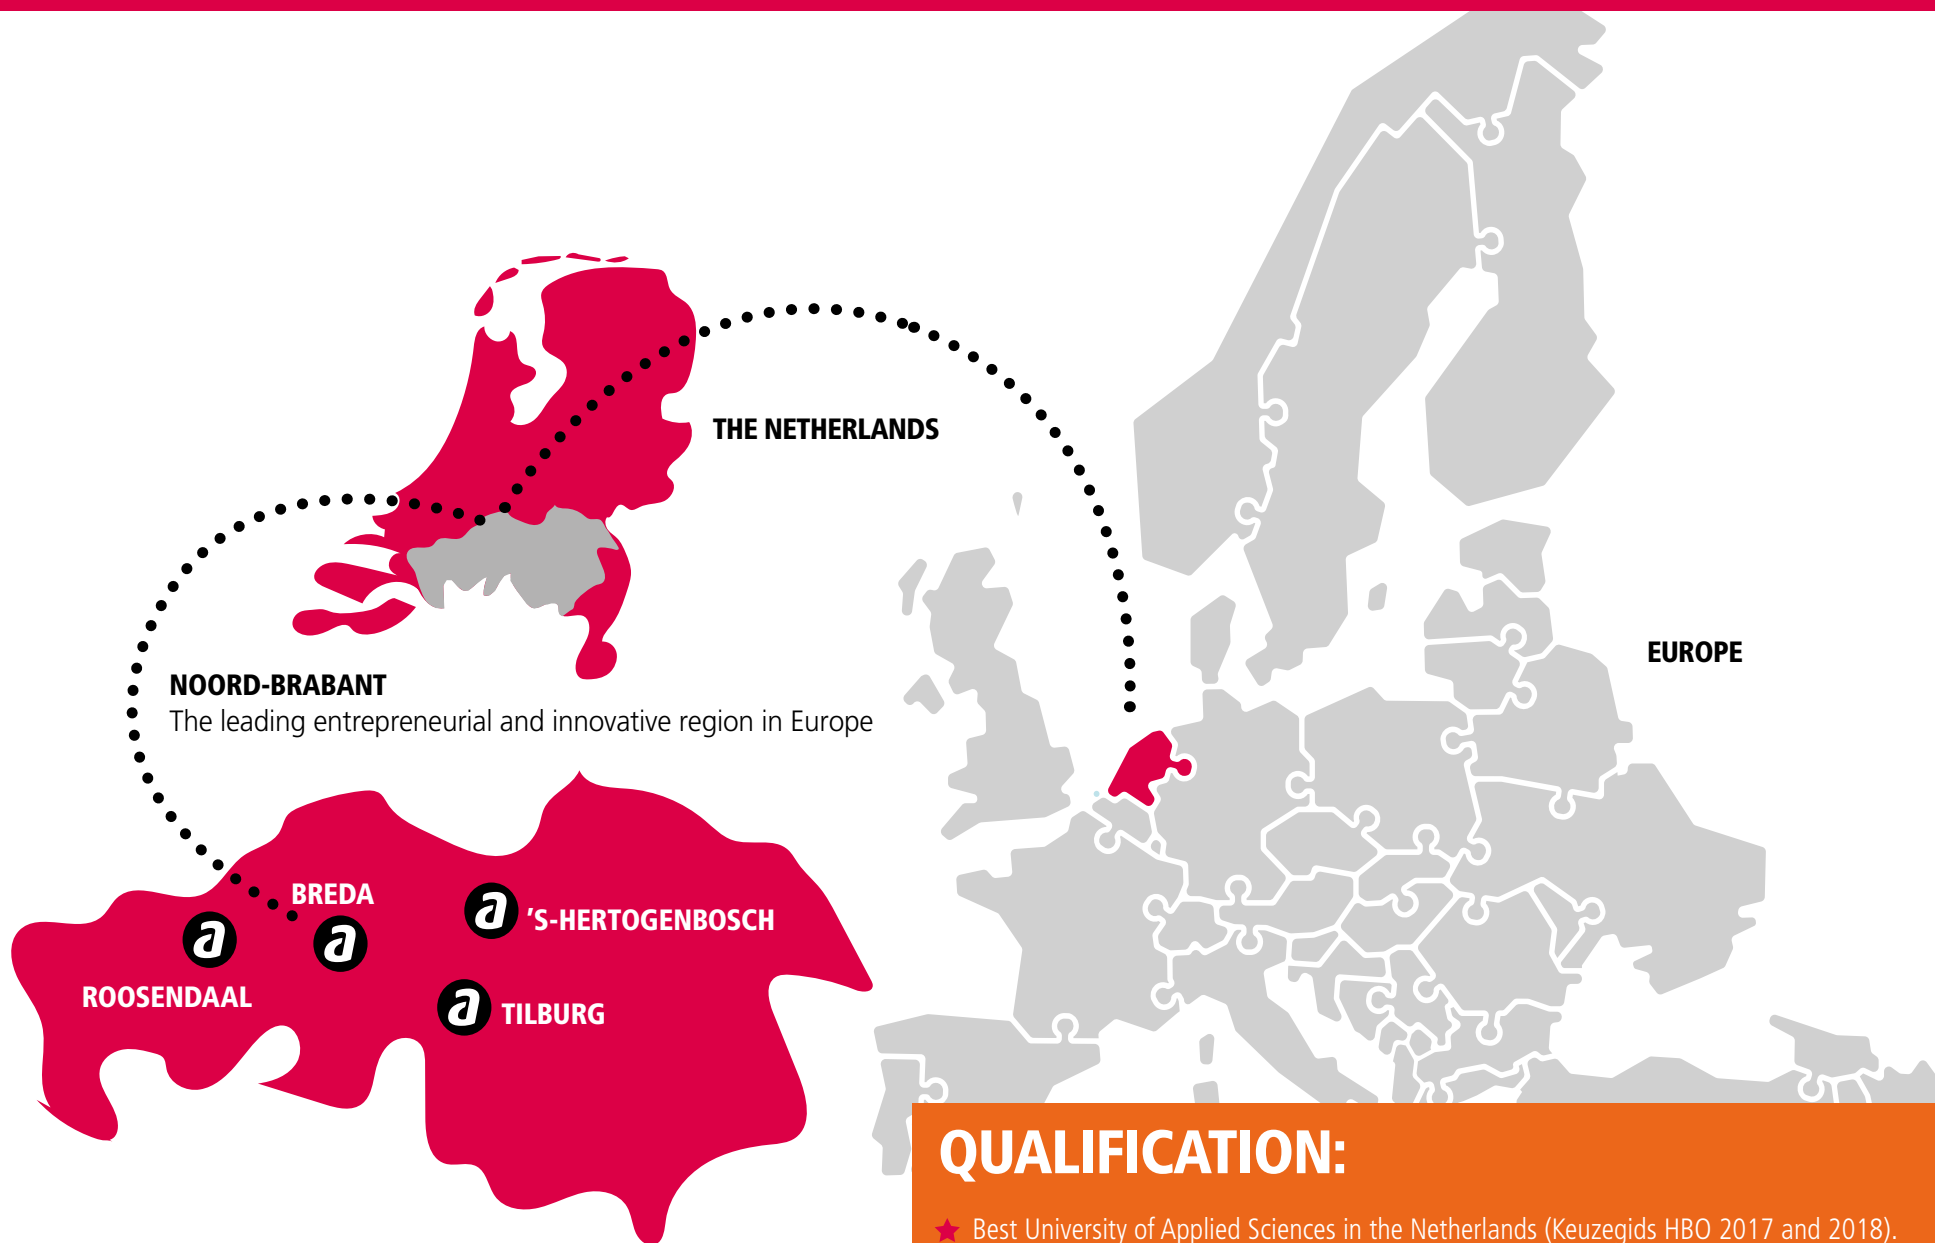 THE NETHERLANDS
EUROPE
NOORD-BRABANT
The leading entrepreneurial and innovative region in Europe
BREDA
a
a
a 'S-HERTOGENBOSCH
ROOSENDAAL
a TILBURG
QUALIFICATION:
Best University of Applied Sciences in the Netherlands (Keuzegids HBO 2017 and 2018).